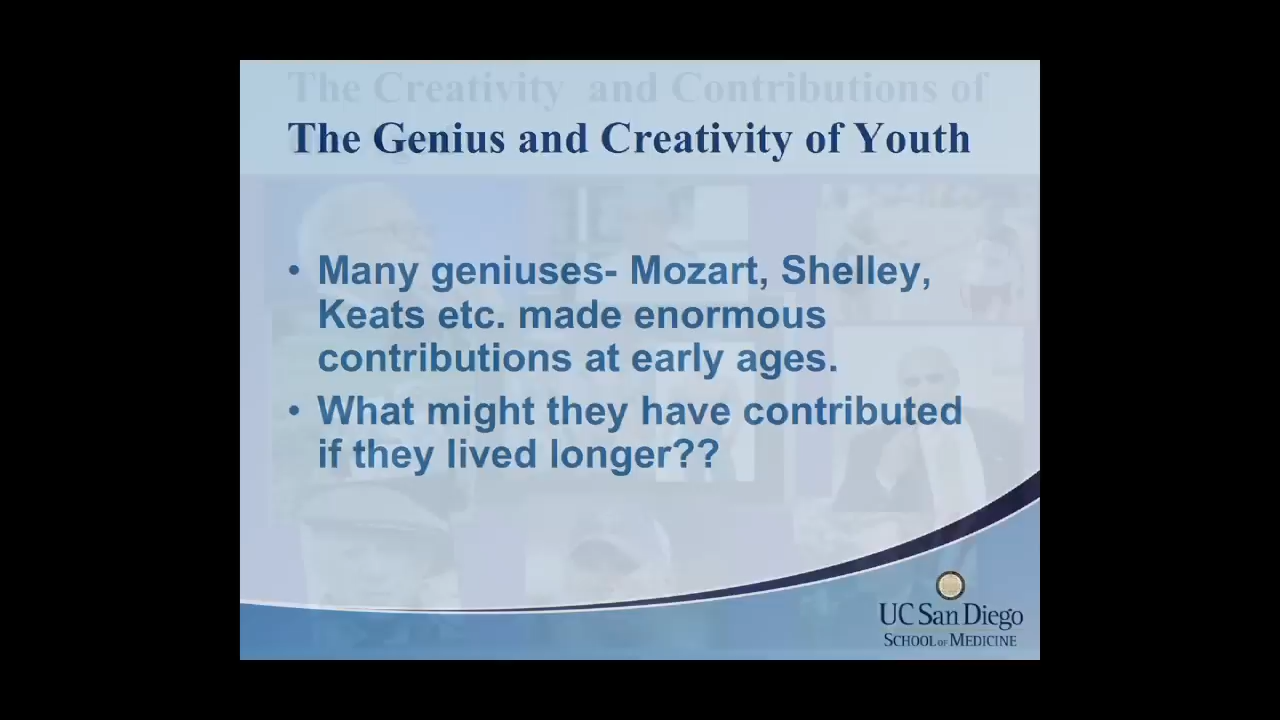 The Creativity and Contributions of
The Genius and Creativity of Youth
• Many geniuses- Mozart, Shelley,
Keats etc. made enormous
contributions at early ages.
• What might they have contributed
if they lived longer??
UC San Diego
SCHOOL OF MEDICINE